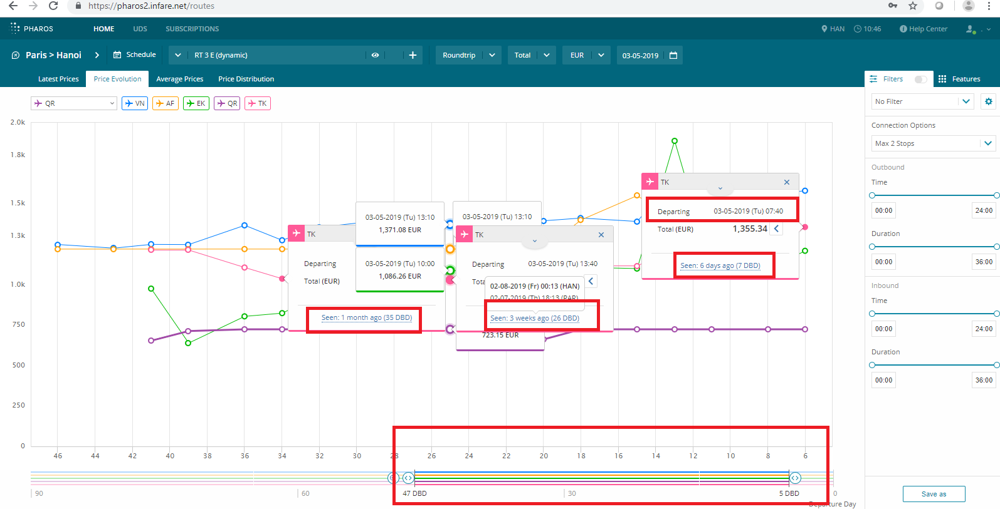 https://pharos2.infare.net/routes
PHAROS HOME UDS SUBSCRIPTIONS HAN 10:46 Help Center
Paris > Hanoi Schedule RT 3 E (dynamic) Roundtrip Total EUR 03-05-2019
Latest Prices Price Evolution Average Prices Price Distribution Filters Features
QR VN AF EK QR TK
No Filter
Connection Options
Max 2 Stops
Outbound
Time
00:00 24:00
Duration
00:00 36:00
Inbound
Time
00:00 24:00
Duration
00:00 36:00
Save as
2.0k
1.8k
1.5k
1.3k
1.0k
750
500
250
0
TK
Departing
Total (EUR)
Seen: 1 month ago (35 DBD)
03-05-2019 (Tu) 13:10
1,371.08 EUR
03-05-2019 (Tu) 10:00
1,086.26 EUR
03-05-2019 (Tu) 13:10
TK
Departing 03-05-2019 (Tu) 13:40
Tota
02-08-2019 (Fr) 00:13 (HAN)
02-07-2019 (Th) 18:13 (PAR)
Seen: 3 weeks ago (26 DBD)
723.15 EUR
TK
Departing 03-05-2019 (Tu) 07:40
Total (EUR) 1,355.34
Seen: 6 days ago (7 DBD)
46 44 42 40 38 36 34 32 30 28 26 24 22 20 18 16 14 12 10 8 6
90 60 47 DBD 30 5 DBD 0
Departure Day